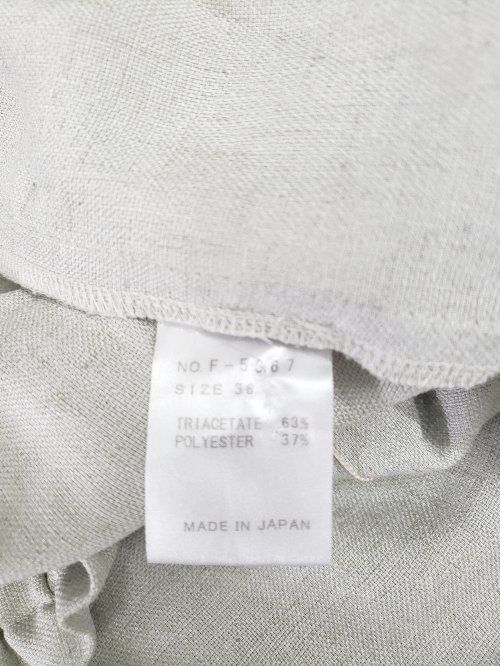 NO. F-5367
SIZE 36
TRIACETATE 63%
POLYESTER 37%
MADE IN JAPAN